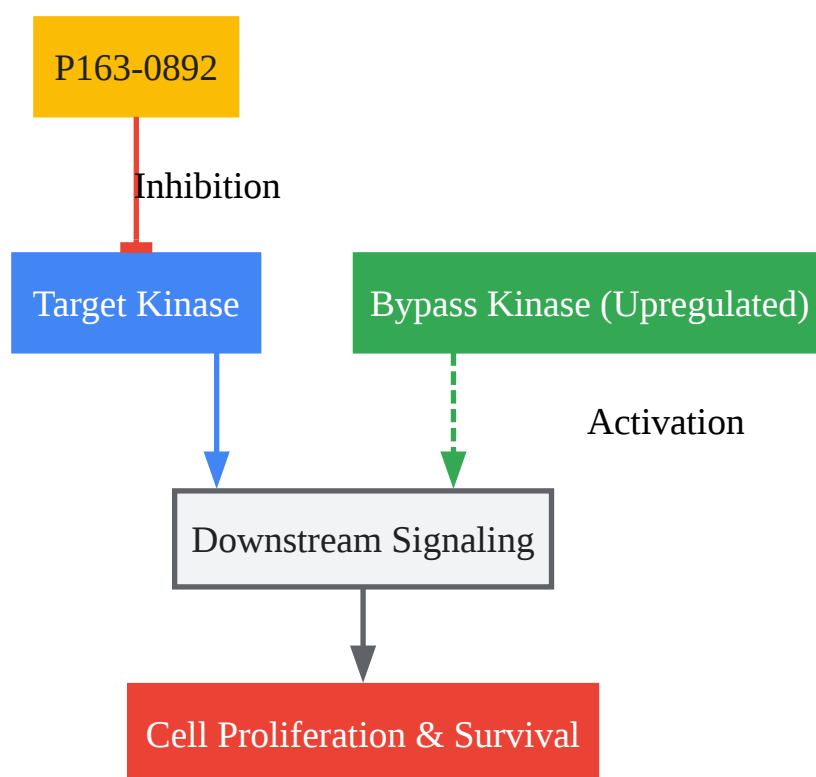 P163-0892
Inhibition
Target Kinase
Bypass Kinase (Upregulated)
Activation
Downstream Signaling
Cell Proliferation & Survival